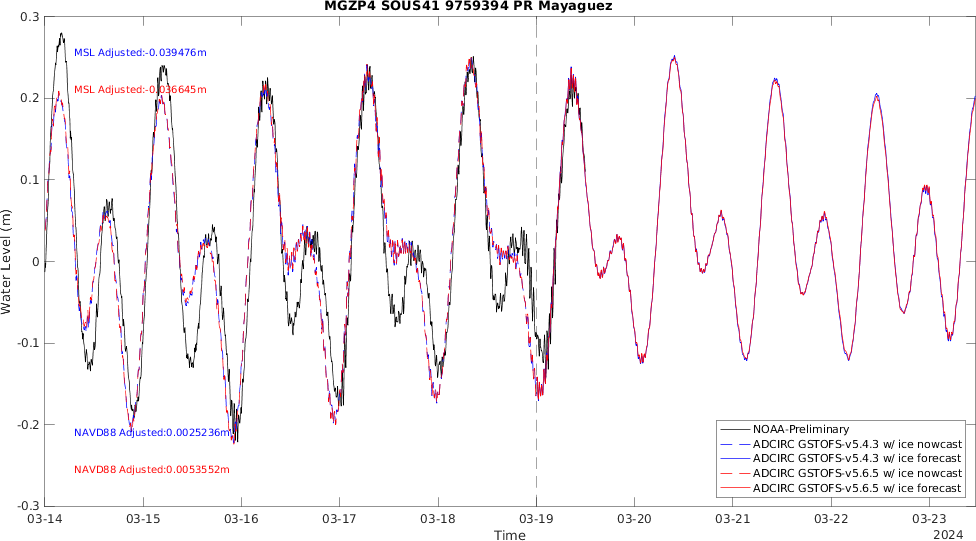 MGZP4 SOUS41 9759394 PR Mayaguez
0.3
0.2
0.1
0
-0.1
-0.2
-0.3
Water Level (m)
MSL Adjusted:-0.039476m
MSL Adjusted:-0.036645m
NAVD88 Adjusted:0.0025236m
NAVD88 Adjusted:0.0053552m
NOAA-Preliminary
ADCIRC GSTOFS-v5.4.3 w/ ice nowcast
ADCIRC GSTOFS-v5.4.3 w/ ice forecast
ADCIRC GSTOFS-v5.6.5 w/ ice nowcast
ADCIRC GSTOFS-v5.6.5 w/ ice forecast
03-14 03-15 03-16 03-17 03-18 03-19 03-20 03-21 03-22 03-23
Time
2024